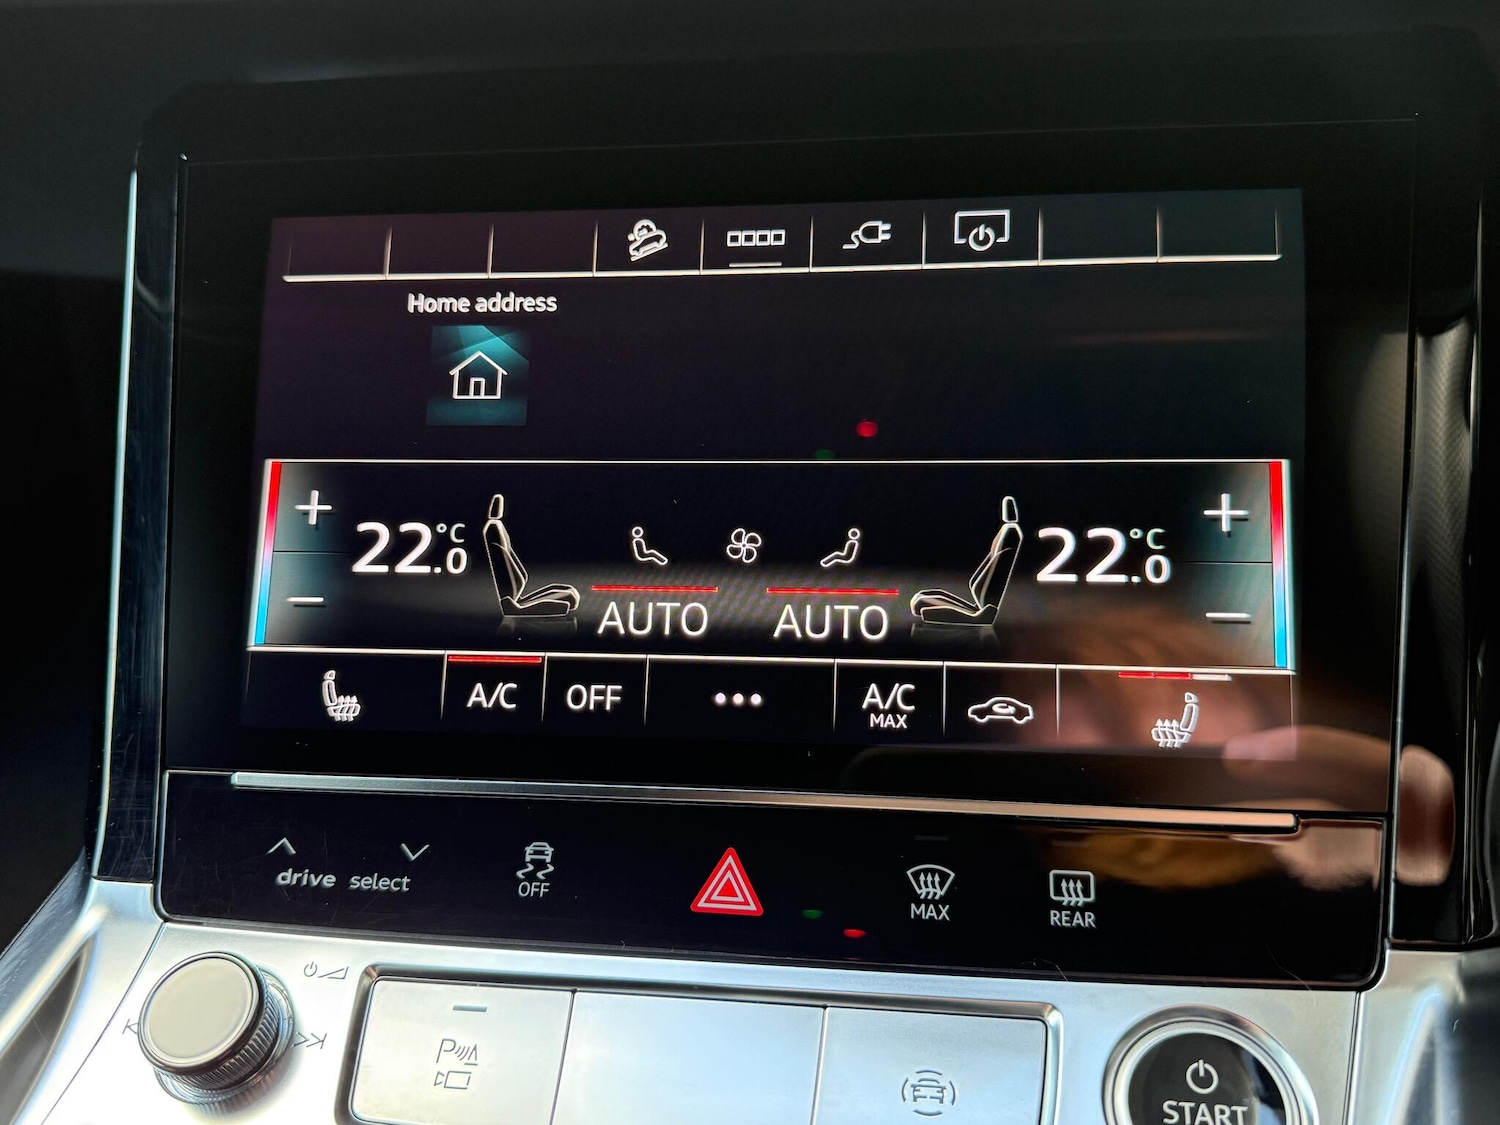 Home address
22.0 °C
22.0 °C
AUTO AUTO
A/C OFF A/C MAX
drive select
OFF
MAX
REAR
P
START